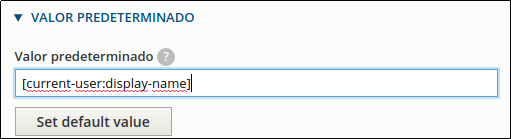 VALOR PREDETERMINADO
Valor predeterminado ?
[current-user:display-name]
Set default value